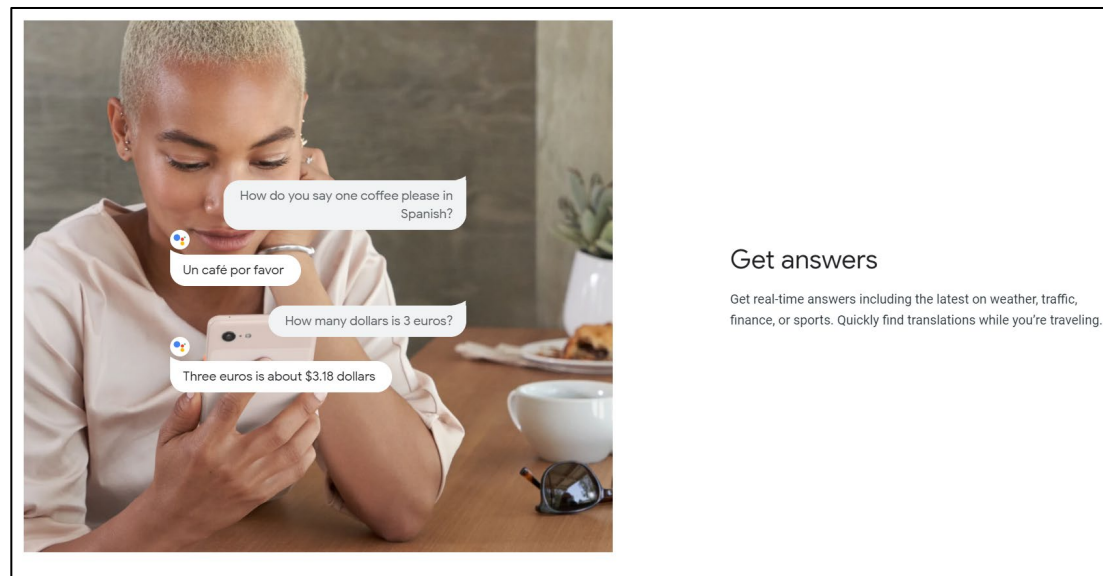 How do you say one coffee please in
Spanish?
Un café por favor
How many dollars is 3 euros?
Three euros is about $3.18 dollars
Get answers
Get real-time answers including the latest on weather, traffic,
finance, or sports. Quickly find translations while you’re traveling.